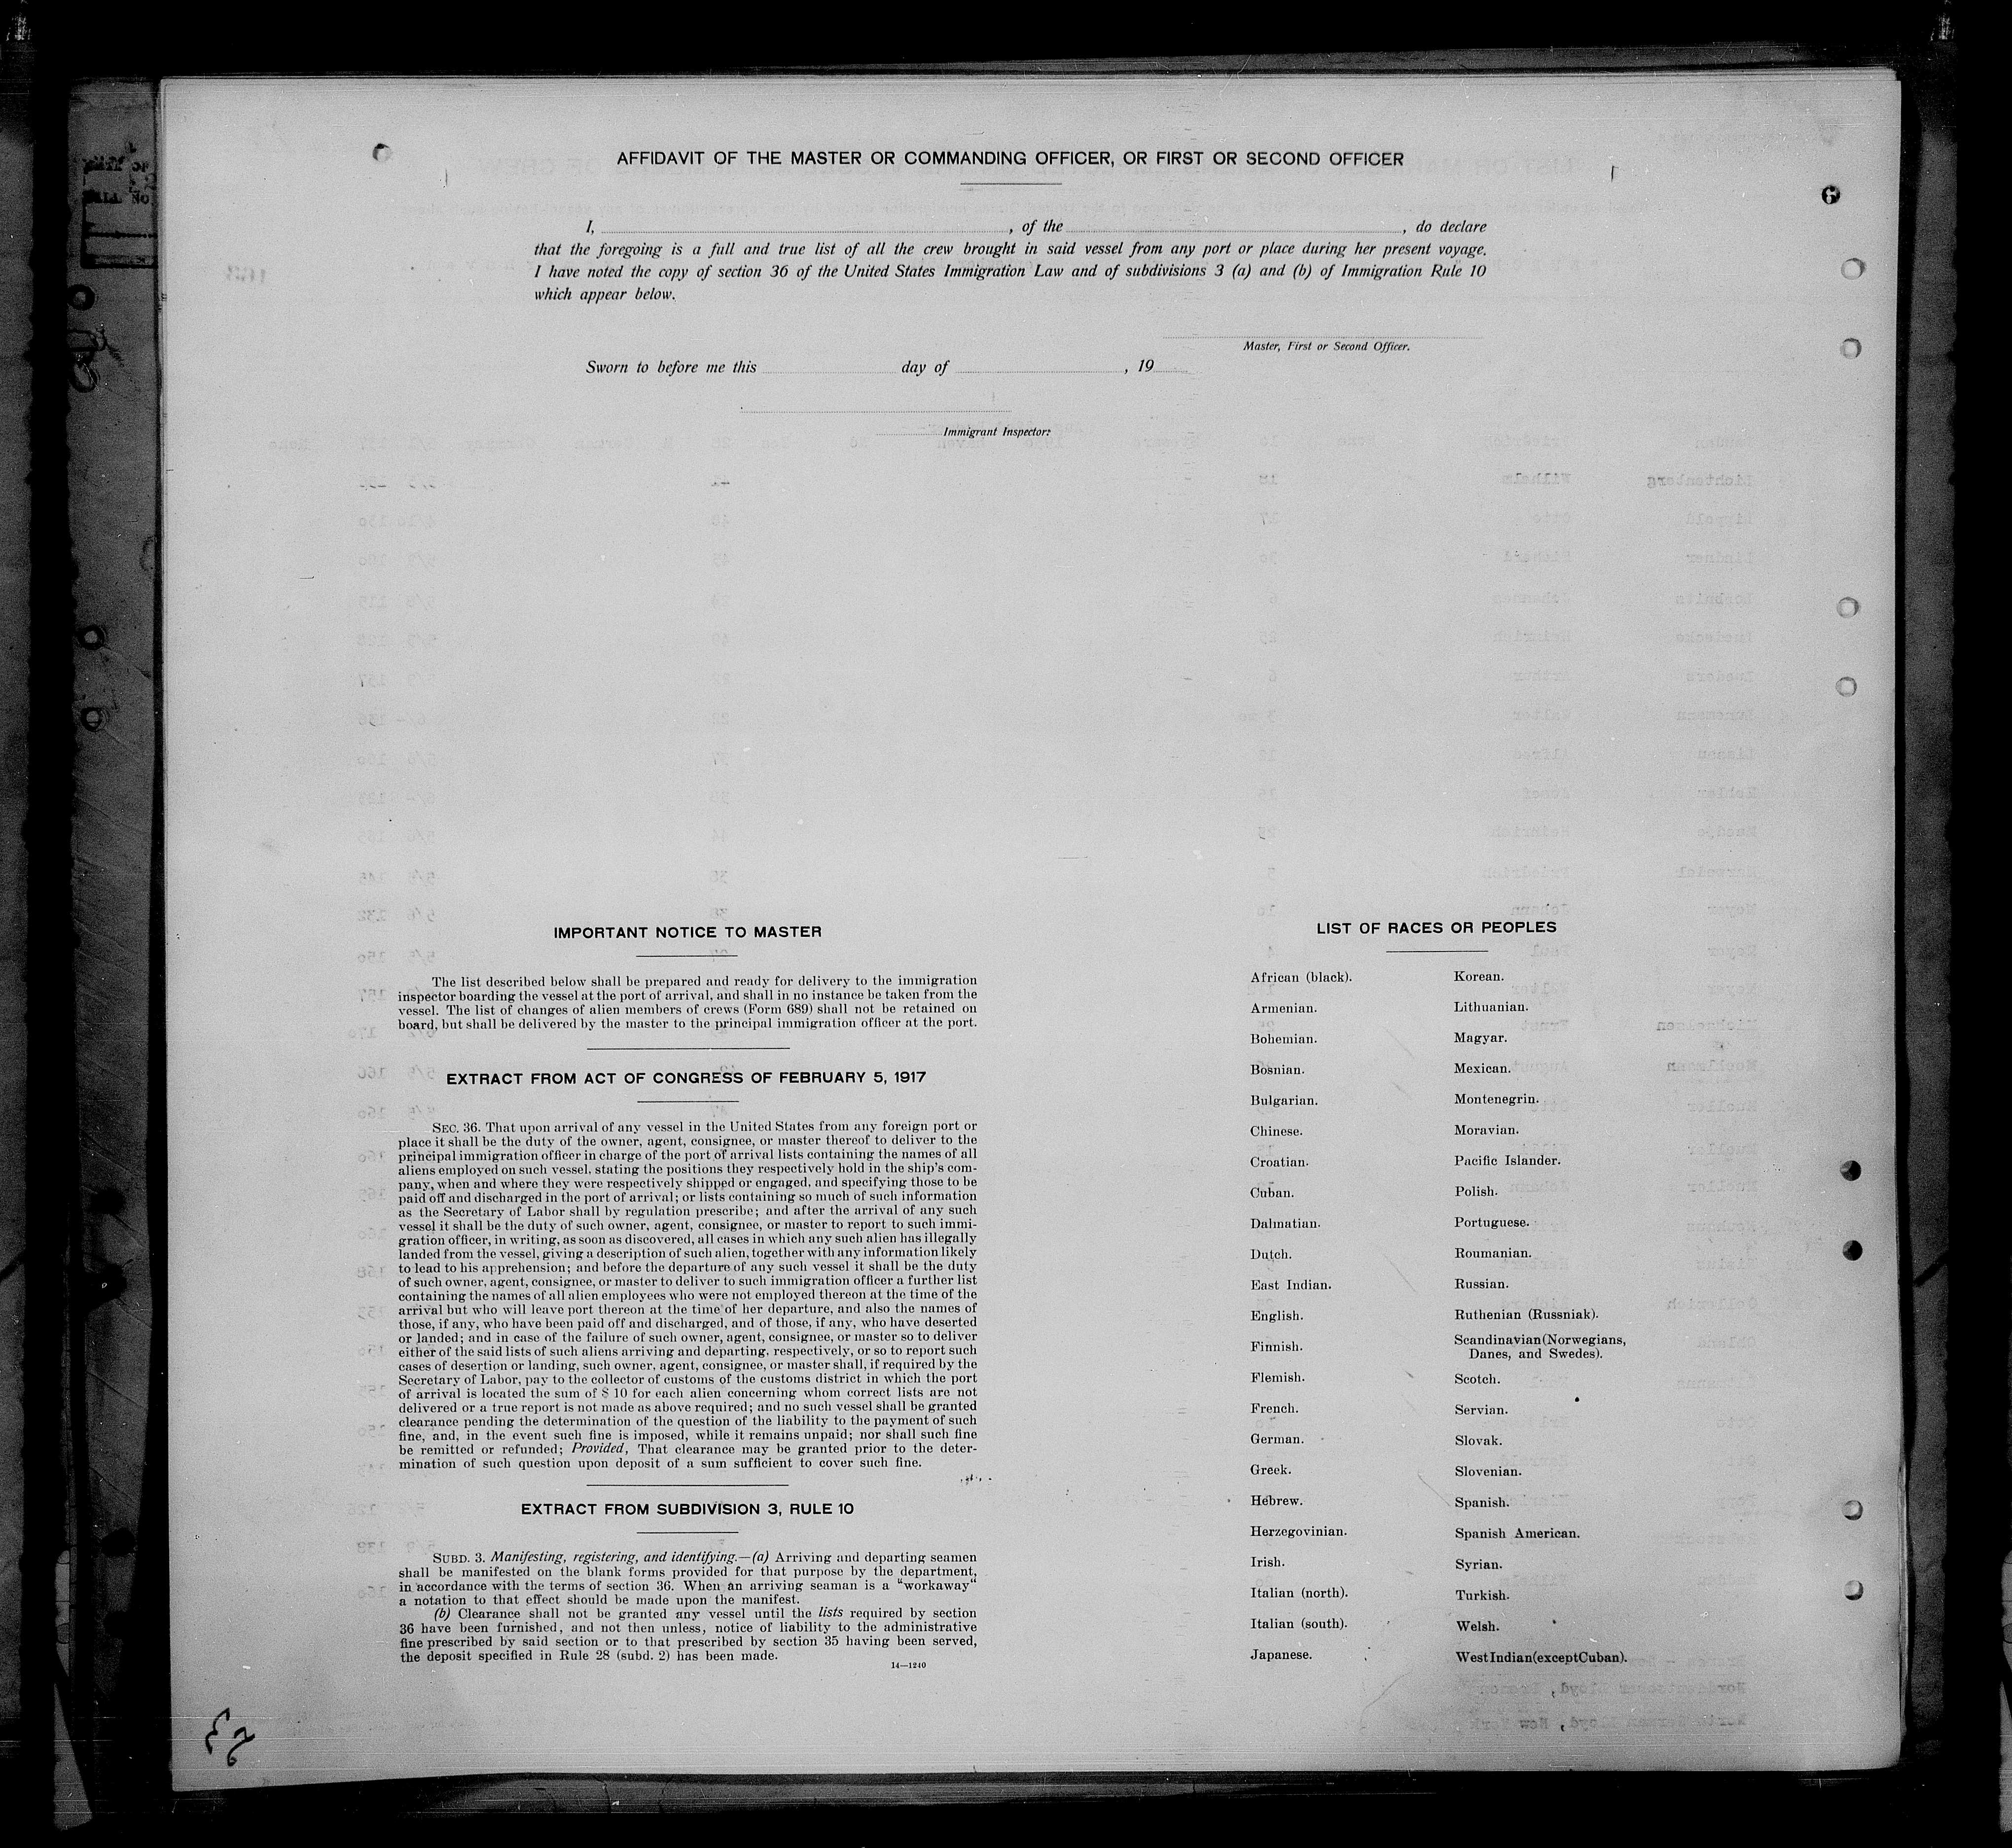 AFFIDAVIT OF THE MASTER OR COMMANDING OFFICER, OR FIRST OR SECOND OFFICER
6
I, , of the , do declare
that the foregoing is a full and true list of all the crew brought in said vessel from any port or place during her present voyage.
I have noted the copy of section 36 of the United States Immigration Law and of subdivisions 3 (a) and (b) of Immigration Rule 10
which appear below.
Master, First or Second Officer.
Sworn to before me this day of , 19
Immigrant Inspector:
IMPORTANT NOTICE TO MASTER
The list described below shall be prepared and ready for delivery to the immigration
inspector boarding the vessel at the port of arrival, and shall in no instance be taken from the
vessel. The list of changes of alien members of crews (Form 689) shall not be retained on
board, but shall be delivered by the master to the principal immigration officer at the port.
EXTRACT FROM ACT OF CONGRESS OF FEBRUARY 5, 1917
SEC. 36. That upon arrival of any vessel in the United States from any foreign port or
place it shall be the duty of the owner, agent, consignee, or master thereof to deliver to the
principal immigration officer in charge of the port of arrival lists containing the names of all
aliens employed on such vessel, stating the positions they respectively hold in the ship's com-
pany, when and where they were respectively shipped or engaged, and specifying those to be
paid off and discharged in the port of arrival; or lists containing so much of such information
as the Secretary of Labor shall by regulation prescribe; and after the arrival of any such
vessel it shall be the duty of such owner, agent, consignee, or master to report to such immi-
gration officer, in writing, as soon as discovered, all cases in which any such alien has illegally
landed from the vessel, giving a description of such alien, together with any information likely
to lead to his apprehension; and before the departure of any such vessel it shall be the duty
of such owner, agent, consignee, or master to deliver to such immigration officer a further list
containing the names of all alien employees who were not employed thereon at the time of the
arrival but who will leave port thereon at the time of her departure, and also the names of
those, if any, who have been paid off and discharged, and of those, if any, who have deserted
or landed; and in case of the failure of such owner, agent, consignee, or master so to deliver
either of the said lists of such aliens arriving and departing, respectively, or so to report such
cases of desertion or landing, such owner, agent, consignee, or master shall, if required by the
Secretary of Labor, pay to the collector of customs of the customs district in which the port
of arrival is located the sum of $ 10 for each alien concerning whom correct lists are not
delivered or a true report is not made as above required; and no such vessel shall be granted
clearance pending the determination of the question of the liability to the payment of such
fine, and, in the event such fine is imposed, while it remains unpaid; nor shall such fine
be remitted or refunded; Provided, That clearance may be granted prior to the deter-
mination of such question upon deposit of a sum sufficient to cover such fine.
EXTRACT FROM SUBDIVISION 3, RULE 10
SUBD. 3. Manifesting, registering, and identifying.—(a) Arriving and departing seamen
shall be manifested on the blank forms provided for that purpose by the department,
in accordance with the terms of section 36. When an arriving seaman is a "workaway"
a notation to that effect should be made upon the manifest.
(b) Clearance shall not be granted any vessel until the lists required by section
36 have been furnished, and not then unless, notice of liability to the administrative
fine prescribed by said section or to that prescribed by section 35 having been served,
the deposit specified in Rule 28 (subd. 2) has been made.
14—1240
LIST OF RACES OR PEOPLES
African (black).
Armenian.
Bohemian.
Bosnian.
Bulgarian.
Chinese.
Croatian.
Cuban.
Dalmatian.
Dutch.
East Indian.
English.
Finnish.
Flemish.
French.
German.
Greek.
Hebrew.
Herzegovinian.
Irish.
Italian (north).
Italian (south).
Japanese.
Korean.
Lithuanian.
Magyar.
Mexican.
Montenegrin.
Moravian.
Pacific Islander.
Polish.
Portuguese.
Roumanian.
Russian.
Ruthenian (Russniak).
Scandinavian (Norwegians,
Danes, and Swedes).
Scotch.
Servian.
Slovak.
Slovenian.
Spanish.
Spanish American.
Syrian.
Turkish.
Welsh.
West Indian (except Cuban).